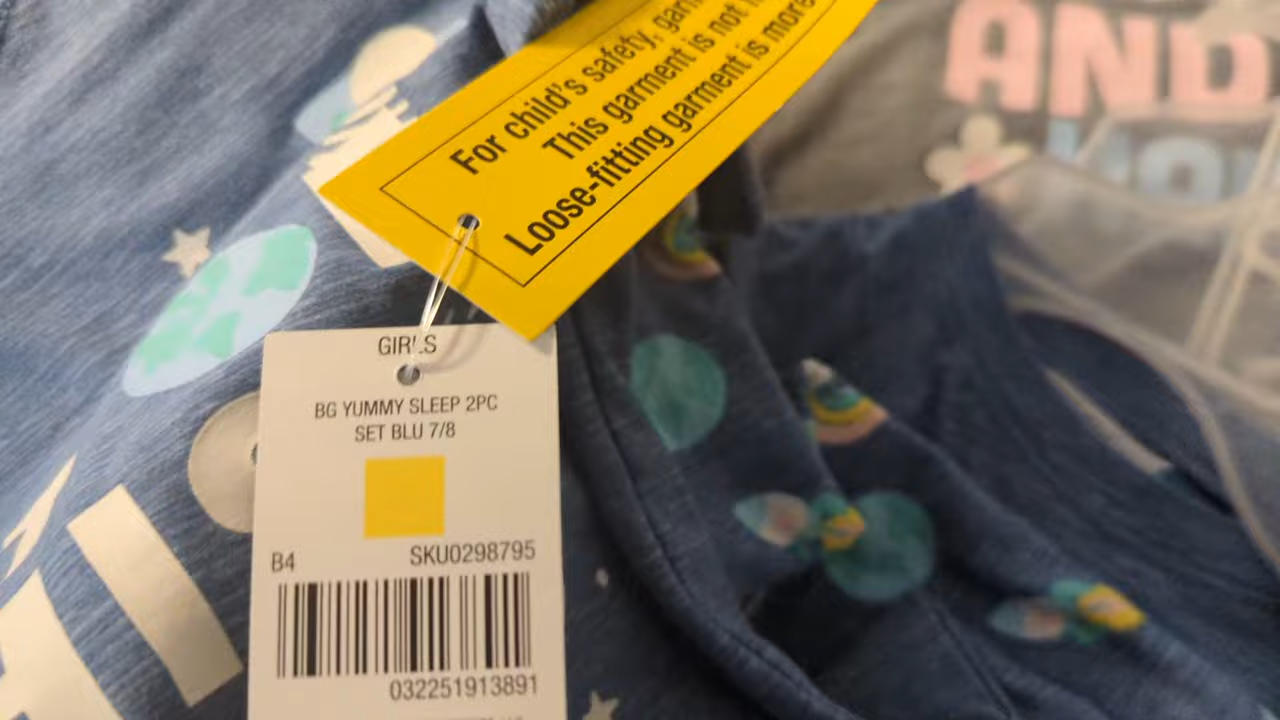 For child's safety, 
This garment is not
Loose-fitting garment is more
AND
GIRLS
BG YUMMY SLEEP 2PC
SET BLU 7/8
B4 SKU0298795
032251913891